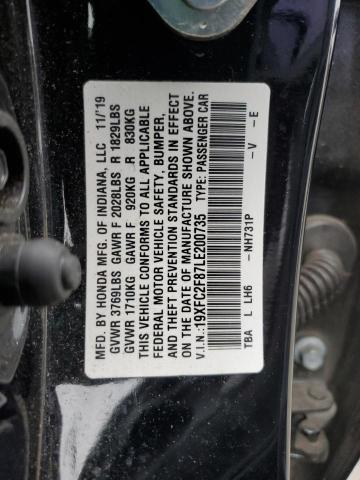 MFD. BY HONDA MFG. OF INDIANA, LLC 11/19
GVWR 3769LBS GAWR F 2028LBS R 1829LBS
GVWR 1710KG GAWR F 920KG R 830KG
THIS VEHICLE CONFORMS TO ALL APPLICABLE
FEDERAL MOTOR VEHICLE SAFETY, BUMPER,
AND THEFT PREVENTION STANDARDS IN EFFECT
ON THE DATE OF MANUFACTURE SHOWN ABOVE.
V.I.N.:19XFC2F87LE200735 TYPE: PASSENGER CAR
TBA L LH6 -NH731P -V -E